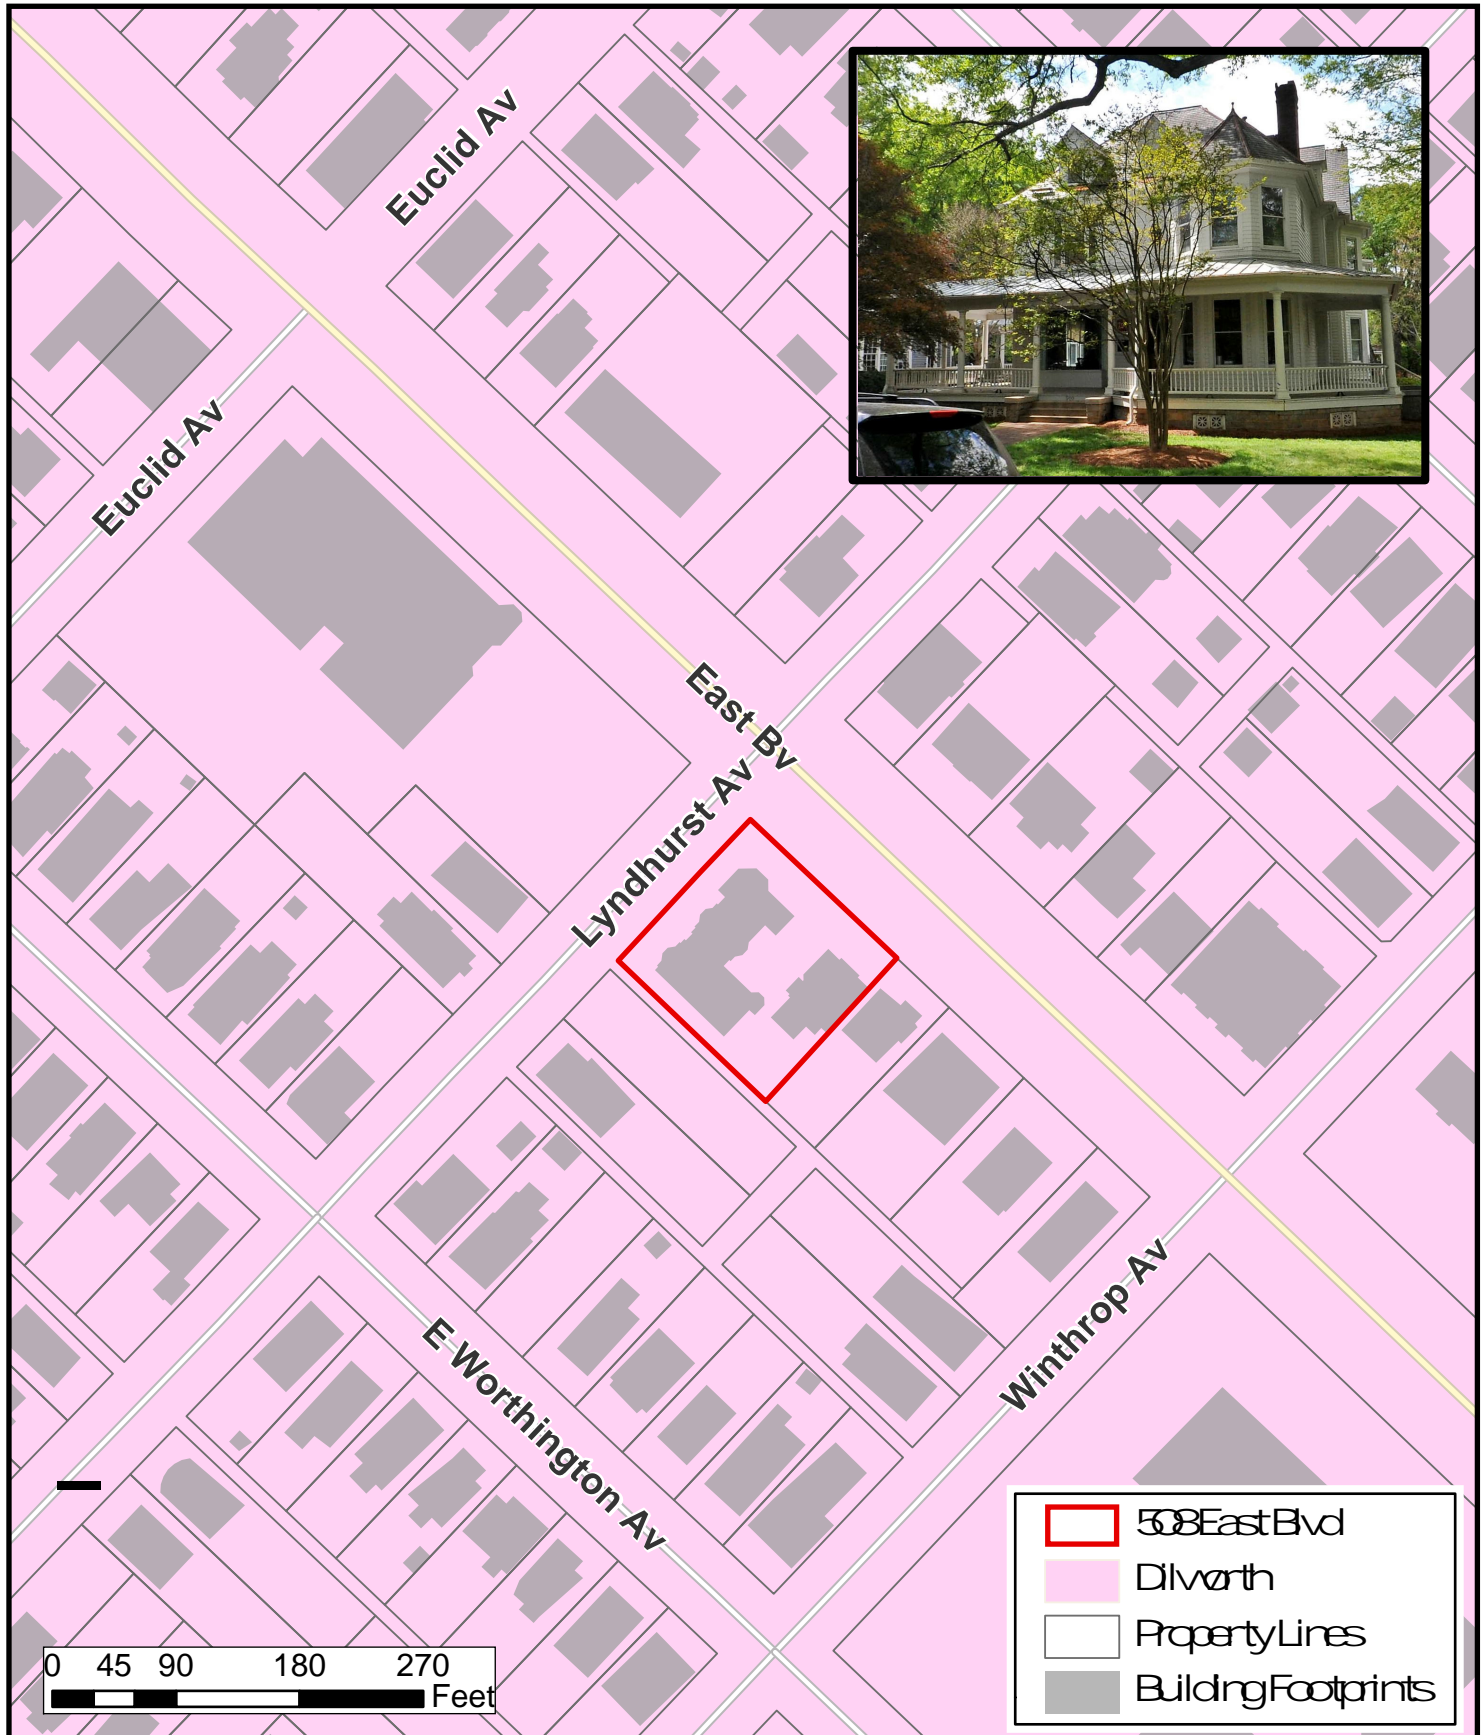 Euclid Av
Euclid Av
East Bv
Lyndhurst Av
Winthrop Av
E Worthington Av
508 East Blvd
Dilworth
Property Lines
Building Footprints
0 45 90 180 270
Feet